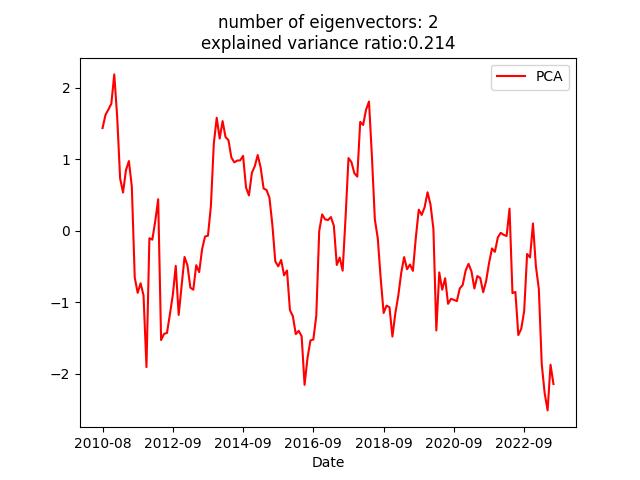 number of eigenvectors: 2
explained variance ratio:0.214
PCA
2
1
0
−1
−2
2010-08 2012-09 2014-09 2016-09 2018-09 2020-09 2022-09
Date